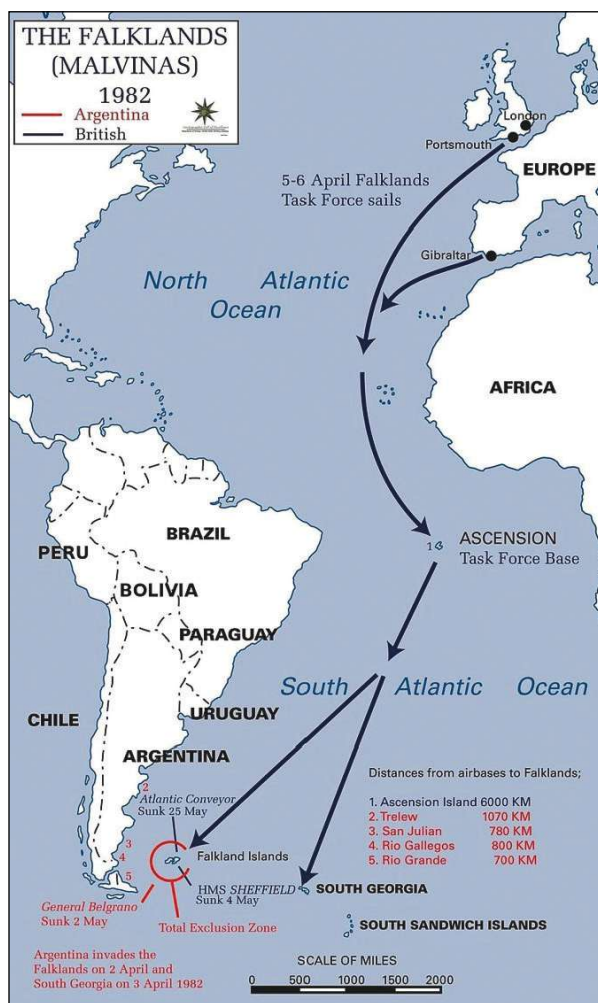 THE FALKLANDS
(MALVINAS)
1982
Argentina
British
London
Portsmouth
EUROPE
5-6 April Falklands
Task Force sails
Gibraltar
North Atlantic
Ocean
AFRICA
BRAZIL
PERU
BOLIVIA
PARAGUAY
1
ASCENSION
Task Force Base
South Atlantic Ocean
CHILE
URUGUAY
ARGENTINA
2
Atlantic Conveyor
Sunk 25 May
3
4
5
Falkland Islands
HMS SHEFFIELD
Sunk 4 May
General Belgrano
Sunk 2 May
Total Exclusion Zone
Argentina invades the
Falklands on 2 April and
South Georgia on 3 April 1982
Distances from airbases to Falklands;
1. Ascension Island 6000 KM
2. Trelew 1070 KM
3. San Julian 780 KM
4. Rio Gallegos 800 KM
5. Rio Grande 700 KM
SOUTH GEORGIA
SOUTH SANDWICH ISLANDS
SCALE OF MILES
0 500 1000 1500 2000